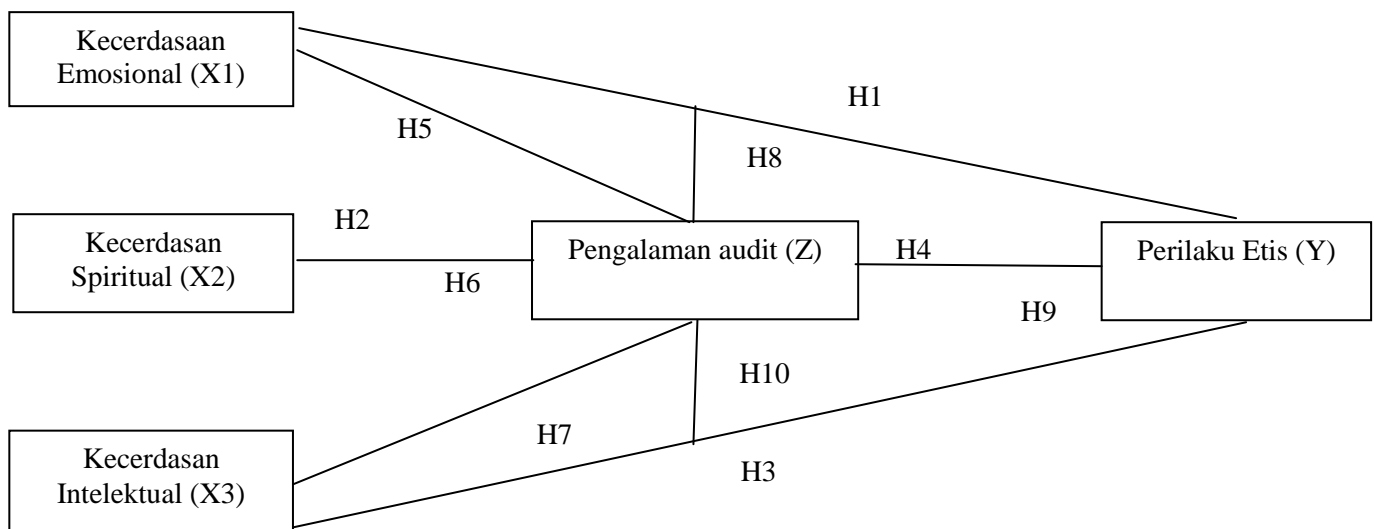 Kecerdasaan
Emosional (X1)
H1
H5
H8
H2
Kecerdasan
Spiritual (X2)
Pengalaman audit (Z)
H4
Perilaku Etis (Y)
H6
H9
H10
H7
Kecerdasan
Intelektual (X3)
H3